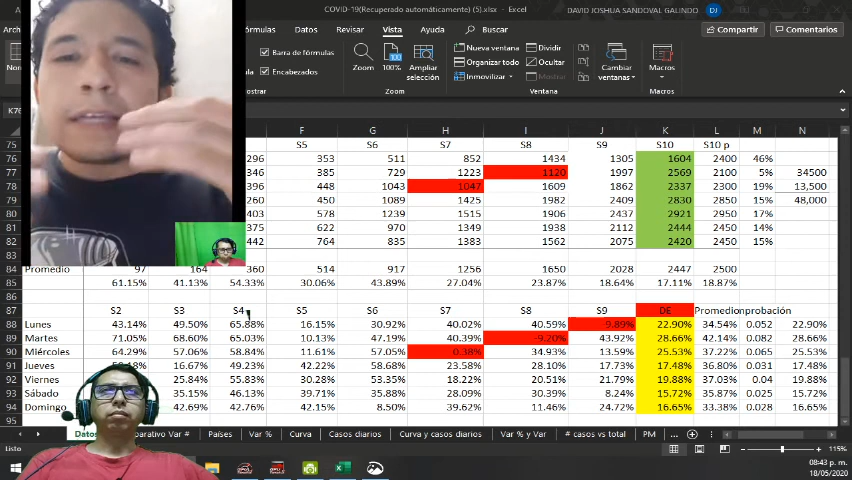 COVID-19(Recuperado automáticamente) (5).xlsx - Excel
DAVID JOSHUA SANDOVAL GALINDO DJ
Datos Revisar Vista Ayuda Buscar
Compartir Comentarios
Barra de fórmulas
Encabezados
Zoom 100% Ampliar selección
Zoom
Nueva ventana
Organizar todo
Inmovilizar
Dividir
Ocultar
Mostrar
Ventana
Cambiar ventanas
Macros
Macros
F G H I J K L M N
75 S5 S6 S7 S8 S9 S10 S10 p
76 296 353 511 852 1434 1305 1604 2400 46%
77 346 385 729 1223 1120 1997 2569 2100 5% 34500
78 396 448 1043 1047 1609 1862 2337 2300 19% 13,500
79 450 1089 1425 1982 2409 2830 2850 15% 48,000
80 403 578 1239 1515 1906 2437 2921 2950 17%
81 622 970 1349 1938 2112 2444 2450 14%
82 442 764 835 1383 1562 2075 2420 2420 15%
83
84 Promedio 97 164 360 514 917 1256 1650 2028 2447 2500
85 61.15% 41.13% 54.33% 30.06% 43.89% 27.04% 23.87% 18.64% 17.11% 18.87%
86
87 S2 S3 S4 S5 S6 S7 S8 S9 DE Promedionprobación
88 Lunes 43.14% 49.50% 65.88% 16.15% 30.92% 40.02% 40.59% -9.89% 22.90% 34.54% 0.052 22.90%
89 Martes 71.05% 68.60% 65.03% 10.13% 47.19% 40.39% -9.20% 43.92% 28.66% 42.14% 0.082 28.66%
90 MIércoles 64.29% 57.06% 58.84% 11.61% 57.05% 0.38% 34.93% 13.59% 25.53% 37.22% 0.065 25.53%
91 Jueves 16.67% 49.23% 42.22% 58.68% 23.58% 28.10% 17.73% 17.48% 36.80% 0.031 17.48%
92 Viernes 25.84% 55.83% 30.28% 53.35% 18.22% 20.51% 21.79% 19.88% 37.03% 0.04 19.88%
93 Sábado 35.15% 46.13% 39.71% 35.88% 30.39% 8.24% 15.72% 35.87% 0.025 15.72%
94 Domingo 42.69% 42.76% 42.15% 8.50% 39.62% 11.46% 24.72% 16.65% 33.38% 0.028 16.65%
95
Datos Var # Países Var % Curva Casos diarios Curva y casos diarios Var % y Var # casos vs total PM ...
Listo 115%
08:43 p. m.
18/05/2020